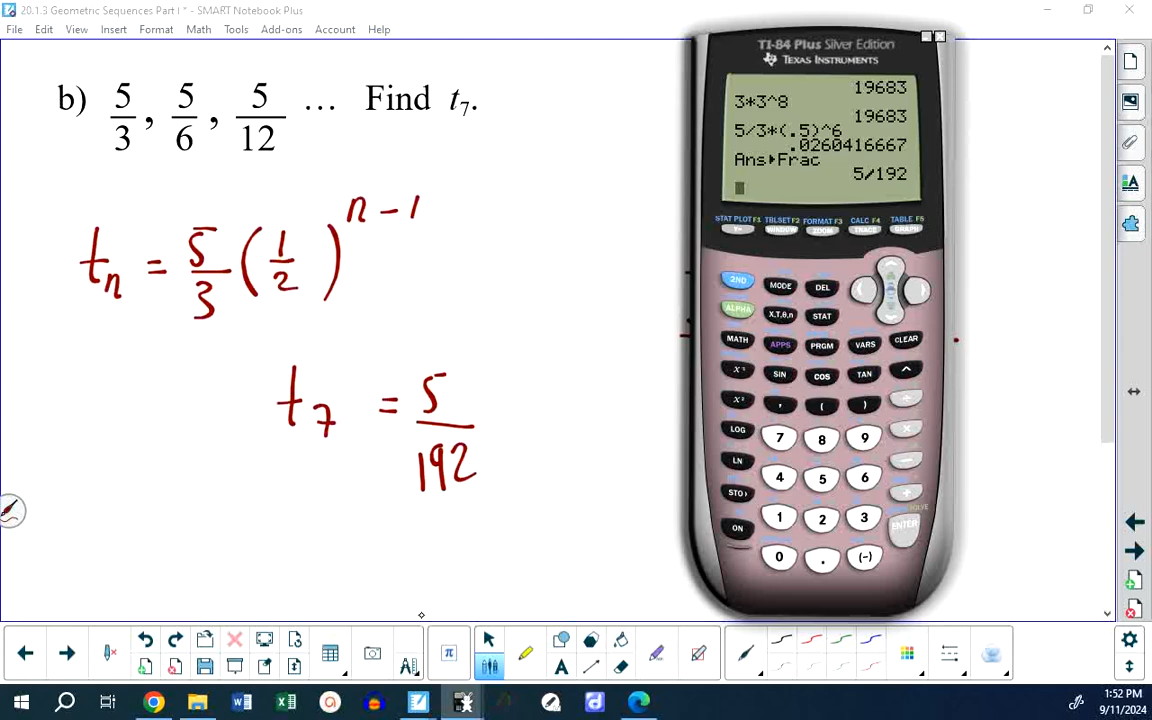 20.1.3 Geometric Sequences Part I * - SMART Notebook Plus
File Edit View Insert Format Math Tools Add-ons Account Help
b) 5/3, 5/6, 5/12 … Find t₇.
tₙ = 5/3 (1/2)ⁿ⁻¹
t₇ = 5/192
TI-84 Plus Silver Edition
TEXAS INSTRUMENTS
19683
3*3^8
19683
5/3*(.5)^6
.0260416667
Ans▸Frac
5/192
STAT PLOT F1 TBLSET F2 FORMAT F3 CALC F4 TABLE F5
Y= WINDOW ZOOM TRACE GRAPH
2ND MODE DEL
ALPHA X,T,θ,n STAT
MATH APPS PRGM VARS CLEAR
SIN COS TAN ^
x² , ( ) ÷
LOG 7 8 9 ×
LN 4 5 6 −
STO› 1 2 3 +
ON 0 . (-) ENTER
π
A
1:52 PM
9/11/2024